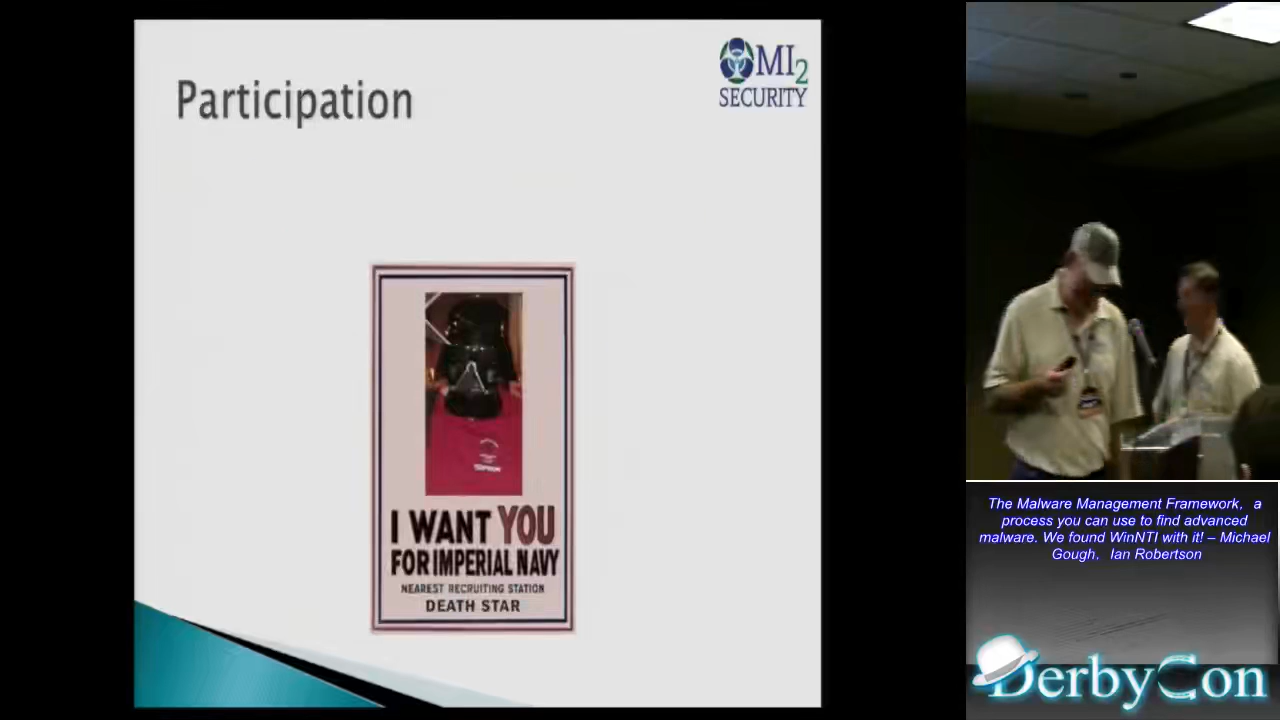 Participation
MI2
SECURITY
I WANT YOU
FOR IMPERIAL NAVY
NEAREST RECRUITING STATION
DEATH STAR
The Malware Management Framework, a
process you can use to find advanced
malware. We found WinNTI with it! – Michael
Gough, Ian Robertson
DerbyCon